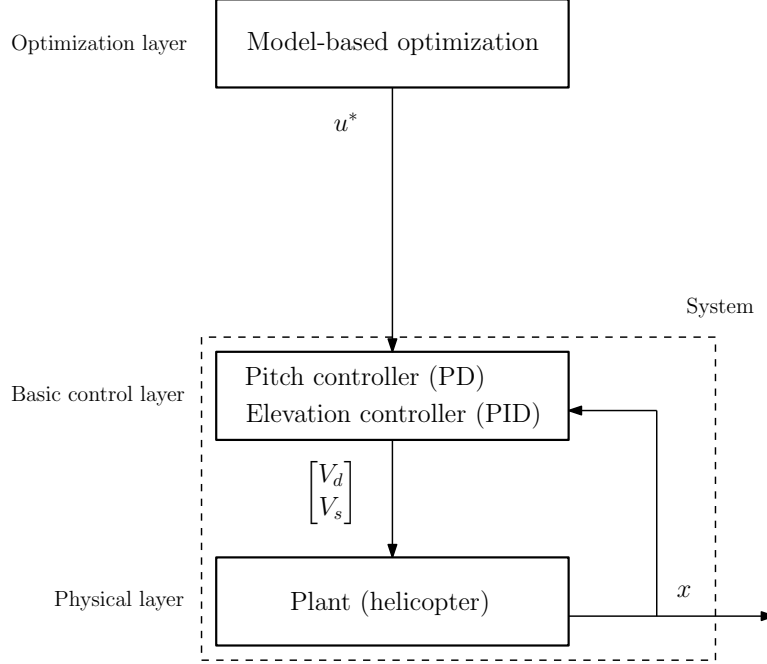 Optimization layer
Model-based optimization
u*
System
Basic control layer
Pitch controller (PD)
Elevation controller (PID)
[V_d
V_s]
Physical layer
Plant (helicopter)
x